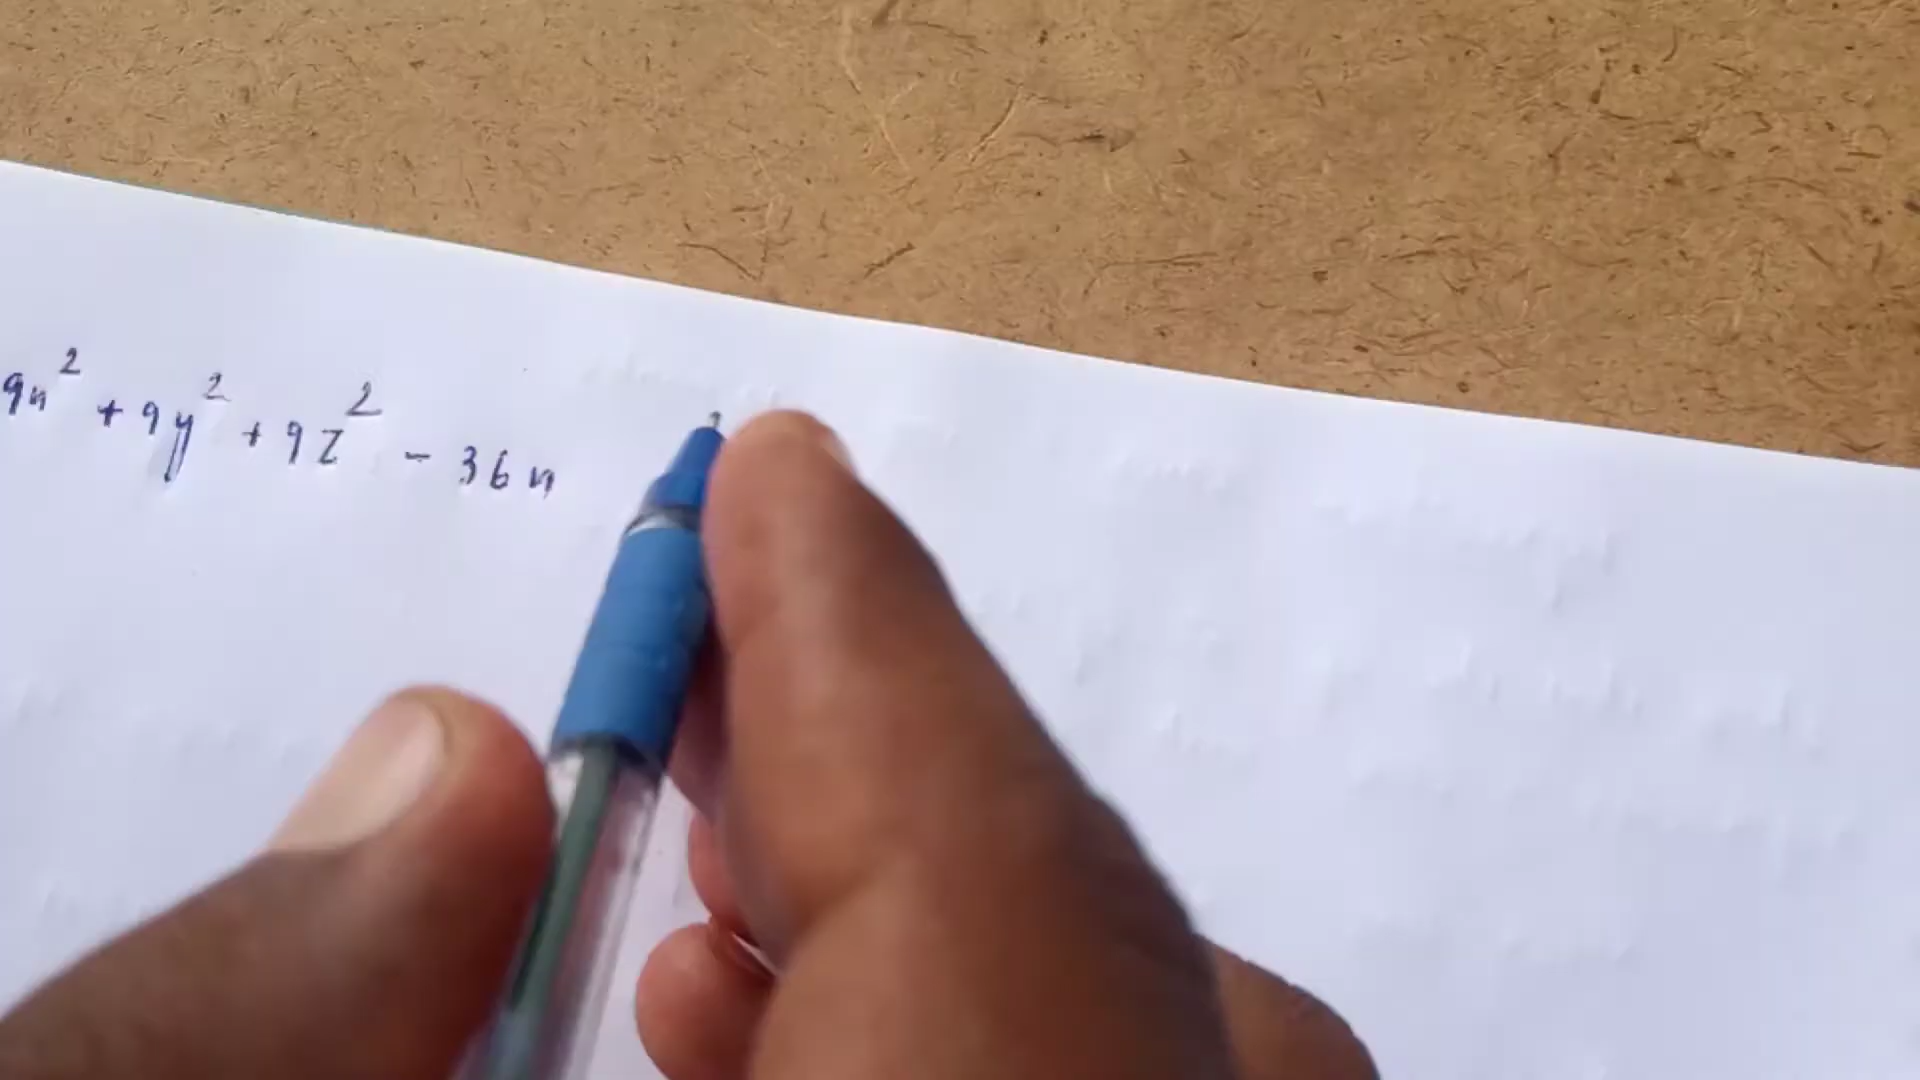 9x² + 9y² + 9z² - 36x